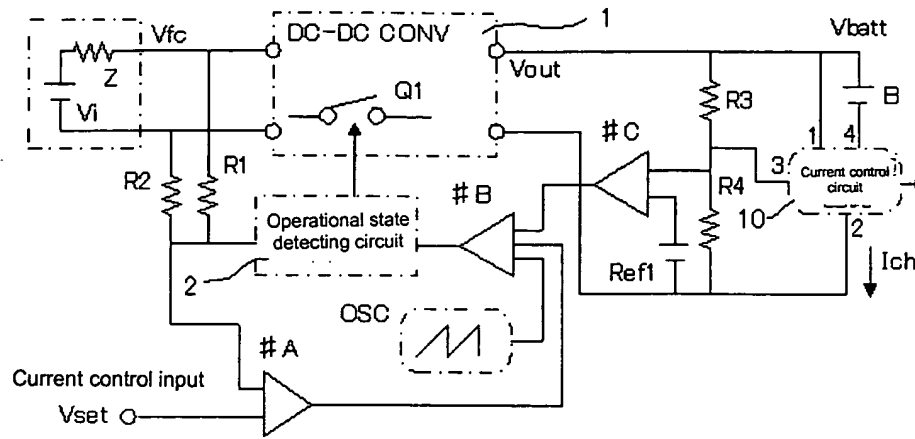 Vfc
DC-DC CONV
1
Vbatt
Z
Vi
Q1
Vout
R3
B
1
4
R2
R1
#C
3
Current control
circuit
#B
R4
Operational state
detecting circuit
10
2
2
Ref1
Ich
OSC
#A
Current control input
Vset